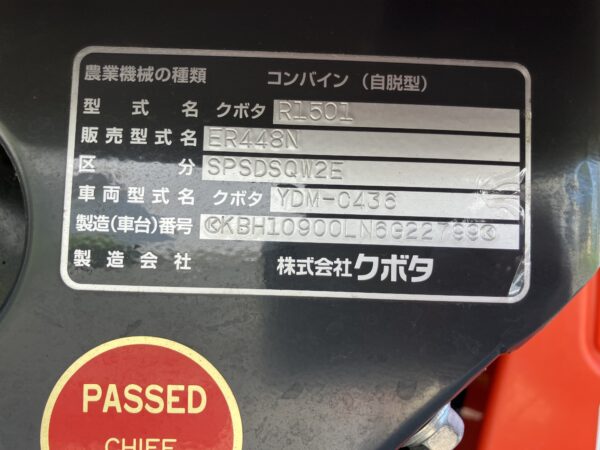 農業機械の種類 コンバイン（自脱型）
型式名 クボタ R1501
販売型式名 ER448N
区分 SPSDSQW2E
車両型式名 クボタ YDM-C436
製造(車台)番号 KBH10900LN6G22799
製造会社 株式会社クボタ
PASSED
CHIEF